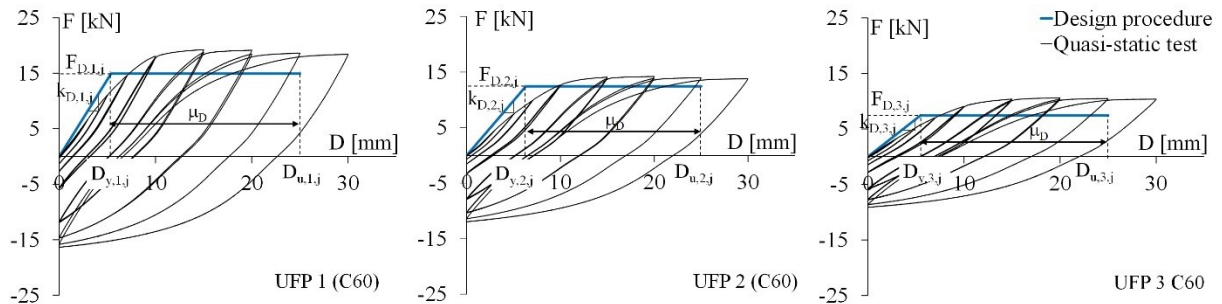 25
F [kN]
F_D,1,j
15
k_D,1,j
μ_D
5
D [mm]
-5
D_y,1,j
D_u,1,j
0
10
20
30
-15
-25
UFP 1 (C60)
25
F [kN]
15
F_D,2,j
k_D,2,j
μ_D
5
D [mm]
-5
D_y,2,j
D_u,2,j
0
10
20
30
-15
-25
UFP 2 (C60)
25
F [kN]
Design procedure
Quasi-static test
15
F_D,3,j
k_D,3,j
μ_D
5
D [mm]
-5
D_y,3,j
D_u,3,j
0
10
20
30
-15
-25
UFP 3 C60